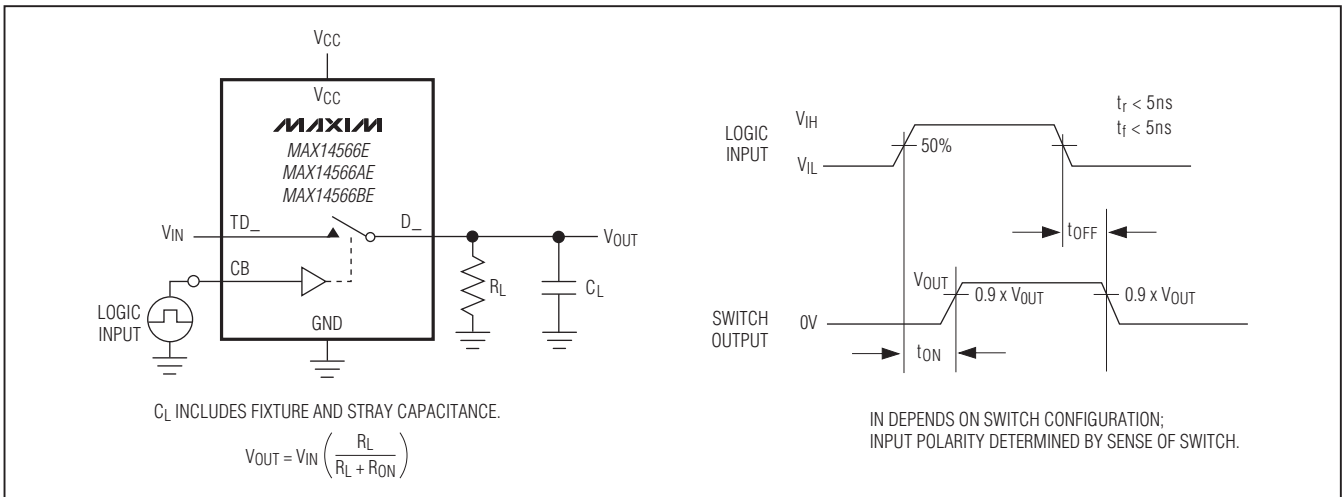 VCC
VCC
MAXIM
MAX14566E
MAX14566AE
MAX14566BE
VIN
TD_
D_
VOUT
CB
RL
CL
LOGIC
INPUT
GND
CL INCLUDES FIXTURE AND STRAY CAPACITANCE.
VOUT = VIN ( RL / RL + RON )
LOGIC
INPUT
VIH
VIL
50%
tr < 5ns
tf < 5ns
tOFF
SWITCH
OUTPUT
VOUT
0V
0.9 x VOUT
0.9 x VOUT
tON
IN DEPENDS ON SWITCH CONFIGURATION;
INPUT POLARITY DETERMINED BY SENSE OF SWITCH.